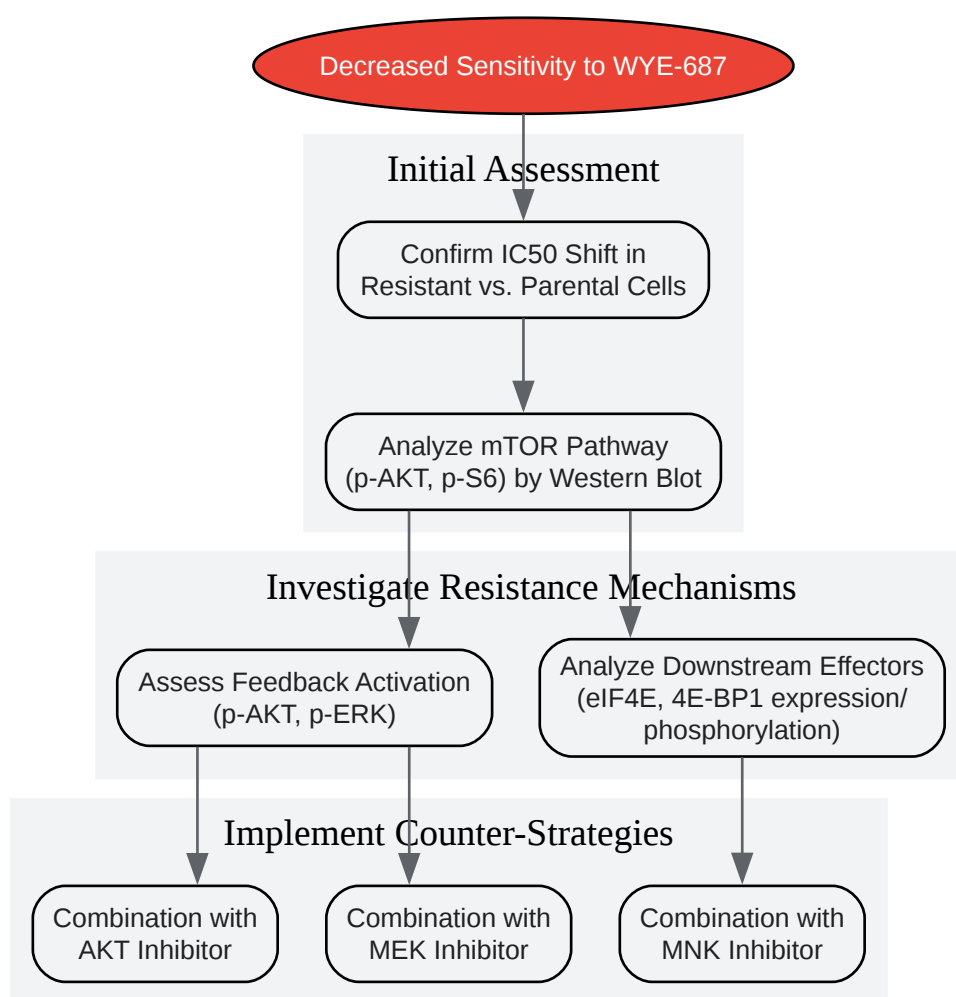 Decreased Sensitivity to WYE-687
Initial Assessment
Confirm IC50 Shift in
Resistant vs. Parental Cells
Analyze mTOR Pathway
(p-AKT, p-S6) by Western Blot
Investigate Resistance Mechanisms
Assess Feedback Activation
(p-AKT, p-ERK)
Analyze Downstream Effectors
(eIF4E, 4E-BP1 expression/
phosphorylation)
Implement Counter-Strategies
Combination with
AKT Inhibitor
Combination with
MEK Inhibitor
Combination with
MNK Inhibitor